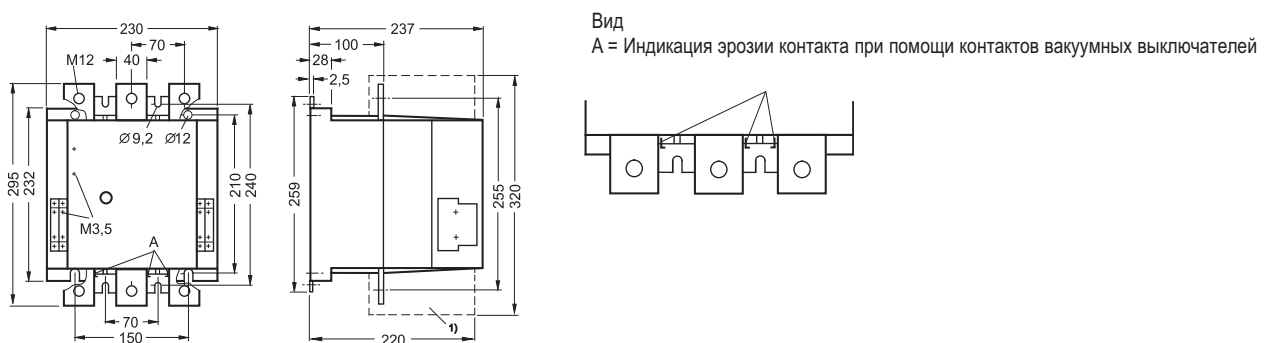 230
70
M12
40
295
232
Ø9,2
Ø12
210
240
M3,5
A
70
150
237
100
28
2,5
259
255
320
1)
220
Вид
A = Индикация эрозии контакта при помощи контактов вакуумных выключателей